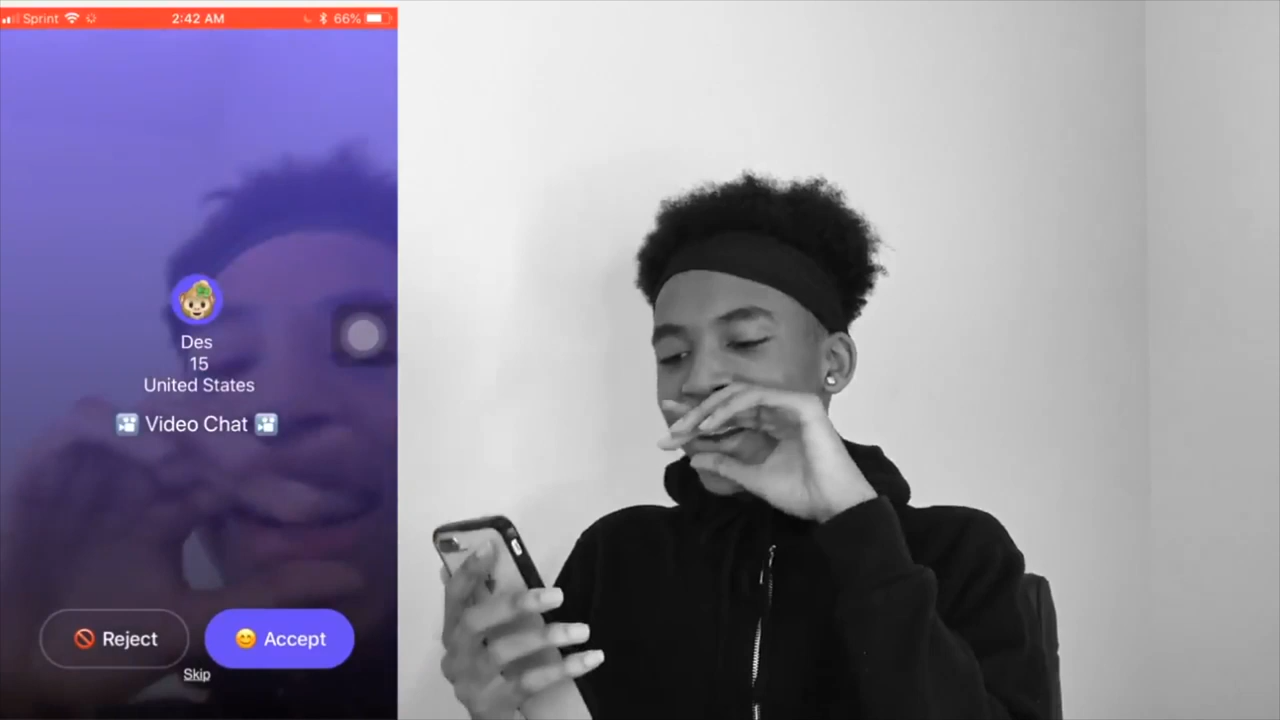 Sprint 2:42 AM 66%
Des
15
United States
Video Chat
Reject
Accept
Skip